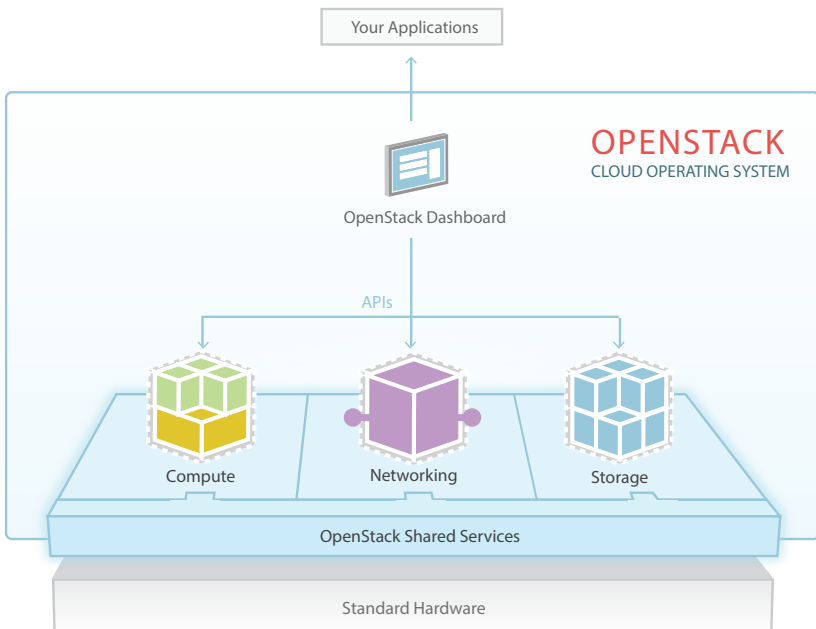 Your Applications
OPENSTACK
CLOUD OPERATING SYSTEM
OpenStack Dashboard
APIs
Compute
Networking
Storage
OpenStack Shared Services
Standard Hardware